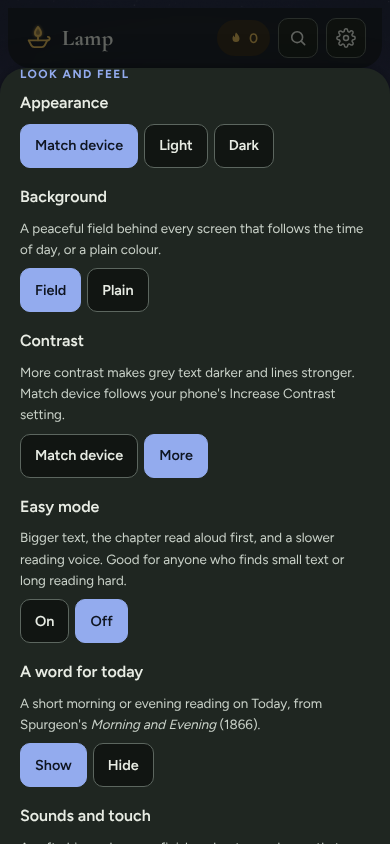 Lamp
0
LOOK AND FEEL
Appearance
Match device
Light
Dark
Background
A peaceful field behind every screen that follows the time
of day, or a plain colour.
Field
Plain
Contrast
More contrast makes grey text darker and lines stronger.
Match device follows your phone's Increase Contrast
setting.
Match device
More
Easy mode
Bigger text, the chapter read aloud first, and a slower
reading voice. Good for anyone who finds small text or
long reading hard.
On
Off
A word for today
A short morning or evening reading on Today, from
Spurgeon's Morning and Evening (1866).
Show
Hide
Sounds and touch